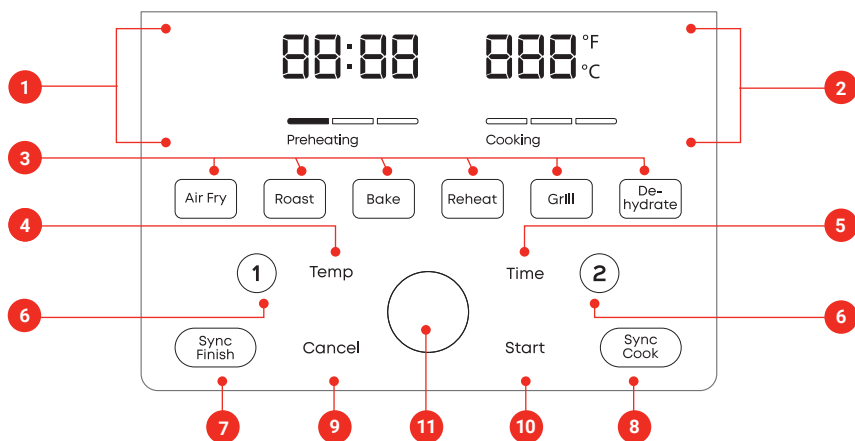 88:88 888 °F
°C
1 2
Preheating Cooking
3
Air Fry Roast Bake Reheat Grill De-
hydrate
4 5
1 Temp Time 2
6 6
Sync
Finish Cancel Start Sync
Cook
7 9 11 10 8